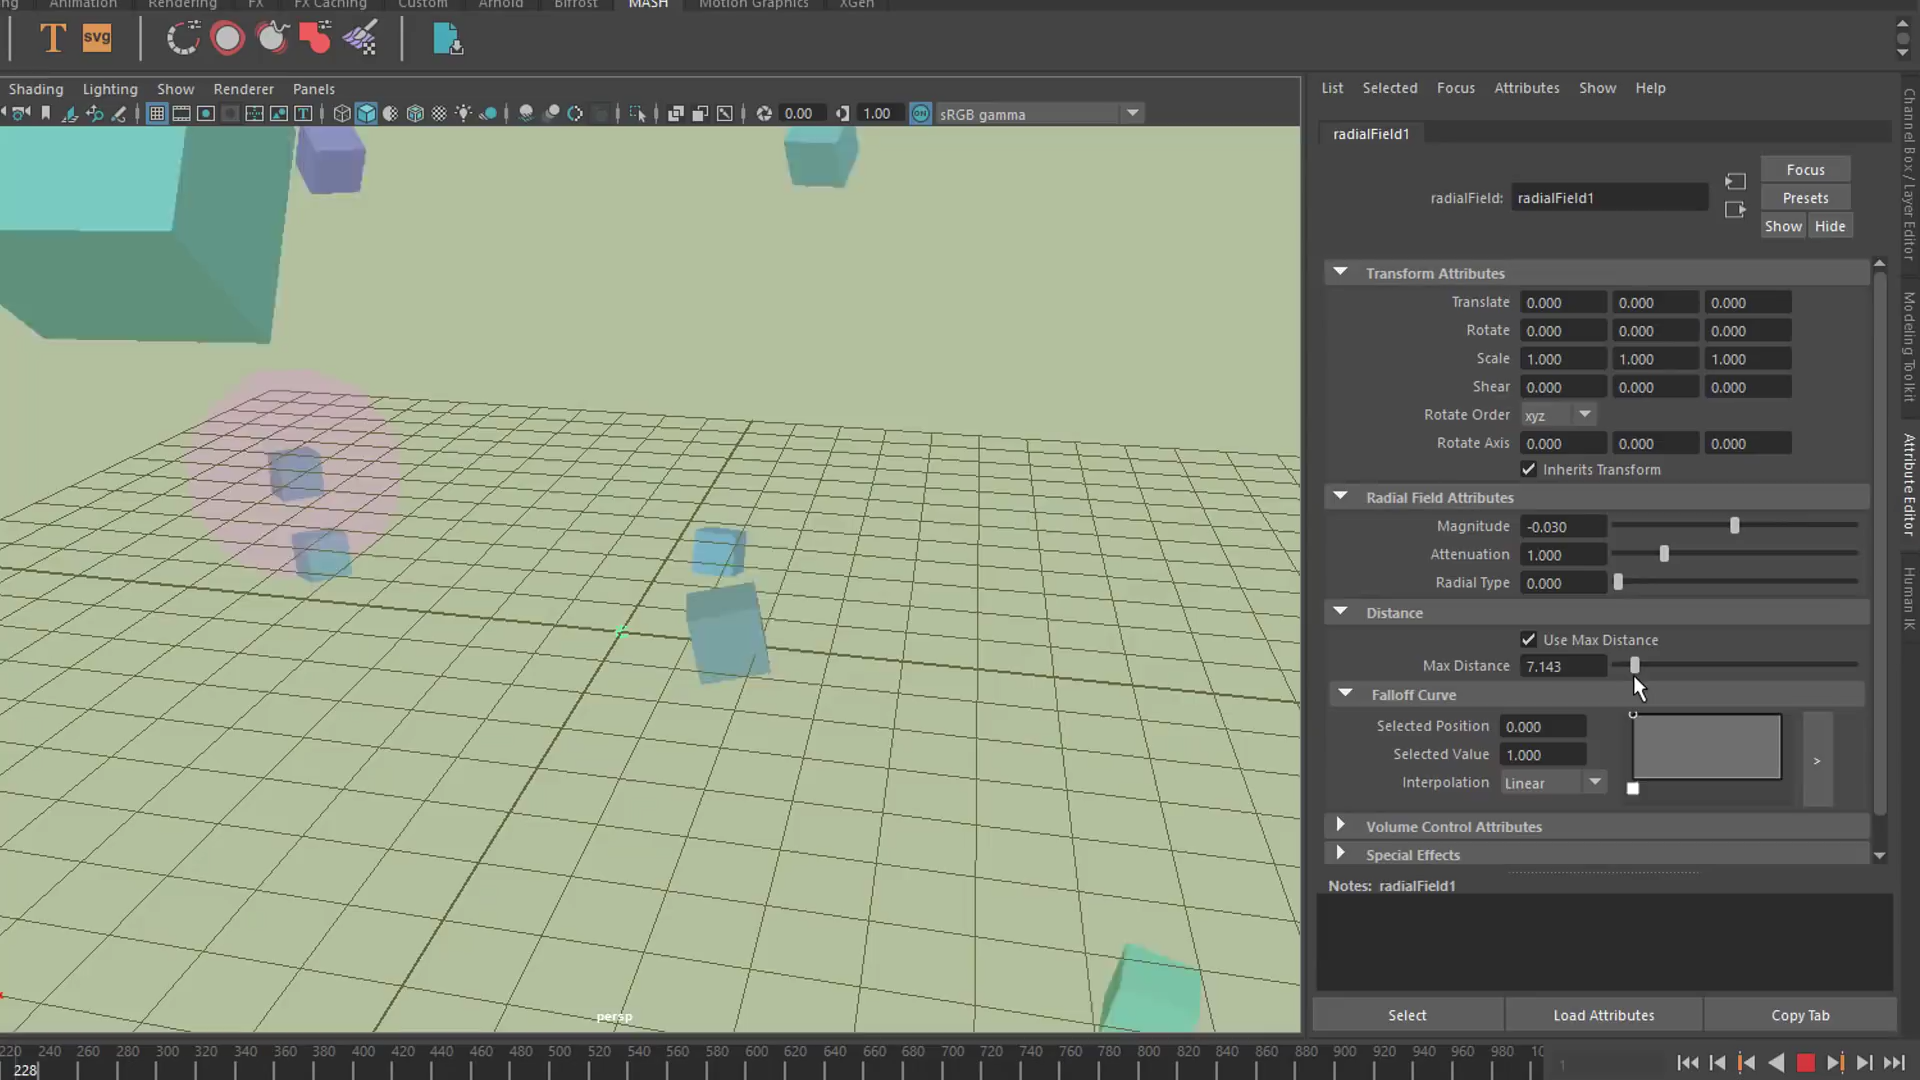 Animation Rendering FX FX Caching Custom Arnold Bifrost MASH Motion Graphics XGen
T svg
Shading Lighting Show Renderer Panels
0.00 1.00 ON sRGB gamma
List Selected Focus Attributes Show Help
radialField1
Focus
radialField: radialField1 Presets
Show Hide
Transform Attributes
Translate 0.000 0.000 0.000
Rotate 0.000 0.000 0.000
Scale 1.000 1.000 1.000
Shear 0.000 0.000 0.000
Rotate Order xyz
Rotate Axis 0.000 0.000 0.000
Inherits Transform
Radial Field Attributes
Magnitude -0.030
Attenuation 1.000
Radial Type 0.000
Distance
Use Max Distance
Max Distance 7.143
Falloff Curve
Selected Position 0.000
Selected Value 1.000
>
Interpolation Linear
Volume Control Attributes
Special Effects
Notes: radialField1
Select Load Attributes Copy Tab
persp
220 240 260 280 300 320 340 360 380 400 420 440 460 480 500 520 540 560 580 600 620 640 660 680 700 720 740 760 780 800 820 840 860 880 900 920 940 960 980
228 1
Channel Box / Layer Editor
Modeling Toolkit
Attribute Editor
Human IK